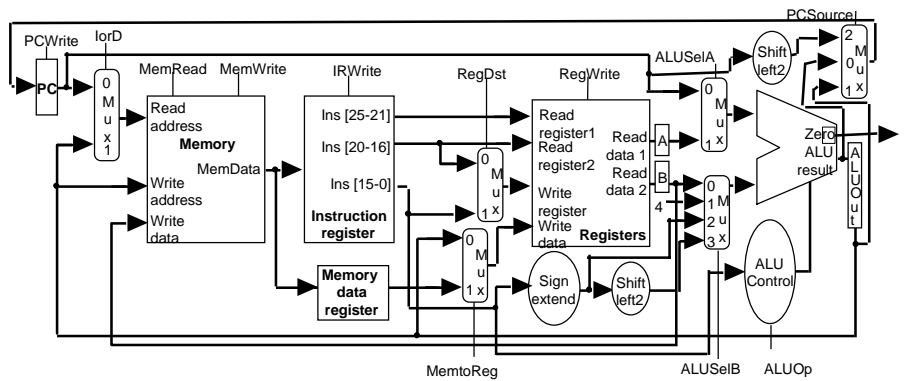 PCSource
PCWrite
IorD
MemRead
MemWrite
IRWrite
RegDst
RegWrite
ALUSelA
PC
0
M
u
x
1
Read
address
Memory
MemData
Write
address
Write
data
Ins [25-21]
Ins [20-16]
Ins [15-0]
Instruction
register
Memory
data
register
0
M
u
1 x
0
M
u
1 x
MemtoReg
Read
register1
Read
register2
Write
register
Write
data
Read
data 1
Read
data 2
Registers
A
B
4
Sign
extend
Shift
left2
0
M
u
1 x
0
1 M
u
2 x
3
ALUSelB
Shift
left2
2
M
0 u
1 x
Zero
ALU
result
ALUOut
ALU
Control
ALUOp